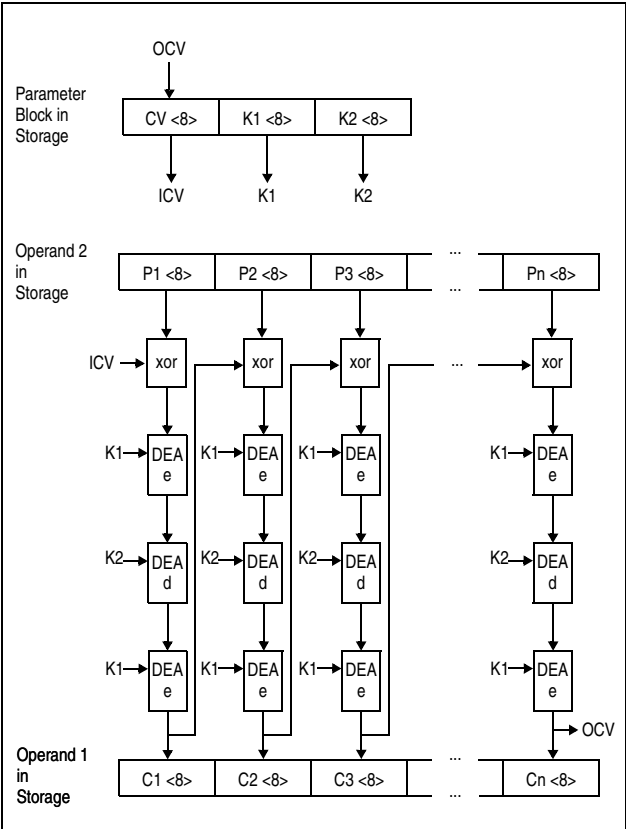 OCV
Parameter
Block in
Storage
CV <8> K1 <8> K2 <8>
ICV K1 K2
Operand 2
in
Storage
...
P1 <8> P2 <8> P3 <8> Pn <8>
...
ICV xor xor xor ... xor
K1 DEA e K1 DEA e K1 DEA e K1 DEA e
K2 DEA d K2 DEA d K2 DEA d K2 DEA d
K1 DEA e K1 DEA e K1 DEA e K1 DEA e
OCV
Operand 1
in
Storage
...
C1 <8> C2 <8> C3 <8> Cn <8>
...